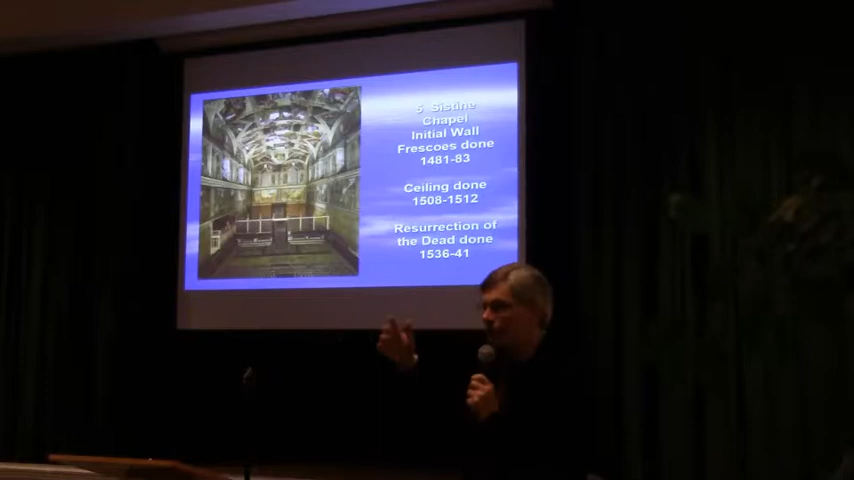 5 Sistine
Chapel
Initial Wall
Frescoes done
1481-83
Ceiling done
1508-1512
Resurrection of
the Dead done
1536-41